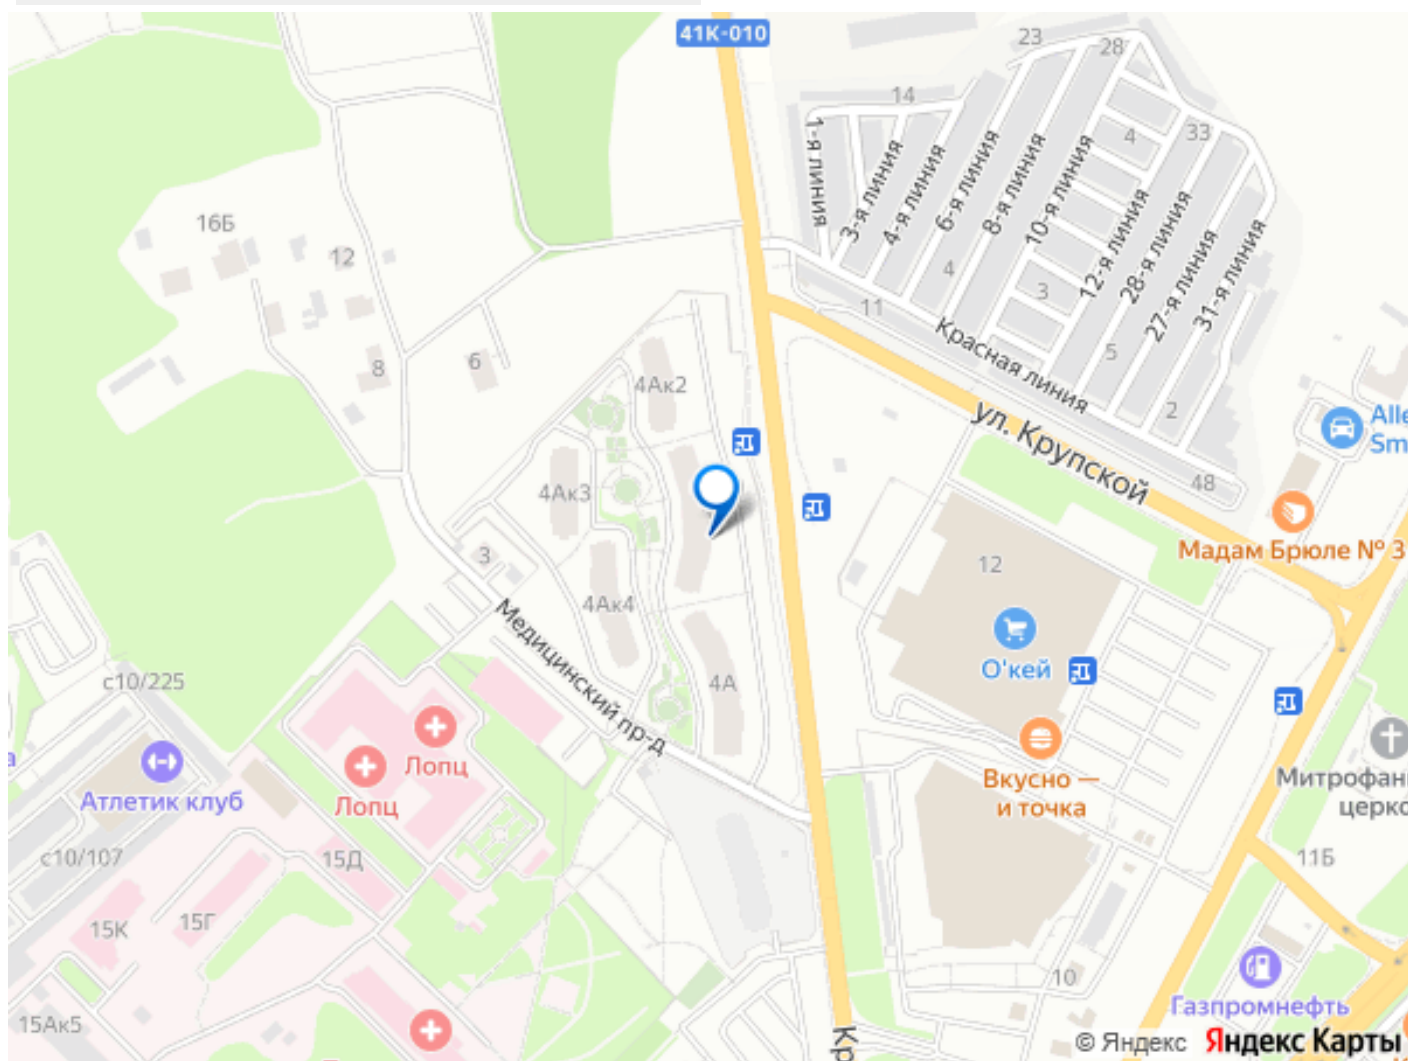 41К-010
23
28
14
33
4
1-я линия
3-я линия
4-я линия
6-я линия
8-я линия
10-я линия
12-я линия
28-я линия
27-я линия
31-я линия
16Б
12
4
3
11
5
2
Красная линия
8
6
4Ак2
ул. Крупской
Alle
Sm
4Ак3
48
Мадам Брюле № 3
3
12
4Ак4
Медицинский пр-д
О'кей
с10/225
4А
Лопц
Лопц
Атлетик клуб
Вкусно —
и точка
Митрофан
церко
с10/107
15Д
11Б
15К
15Г
10
Газпромнефть
15Ак5
Кр
© Яндекс Яндекс Карты